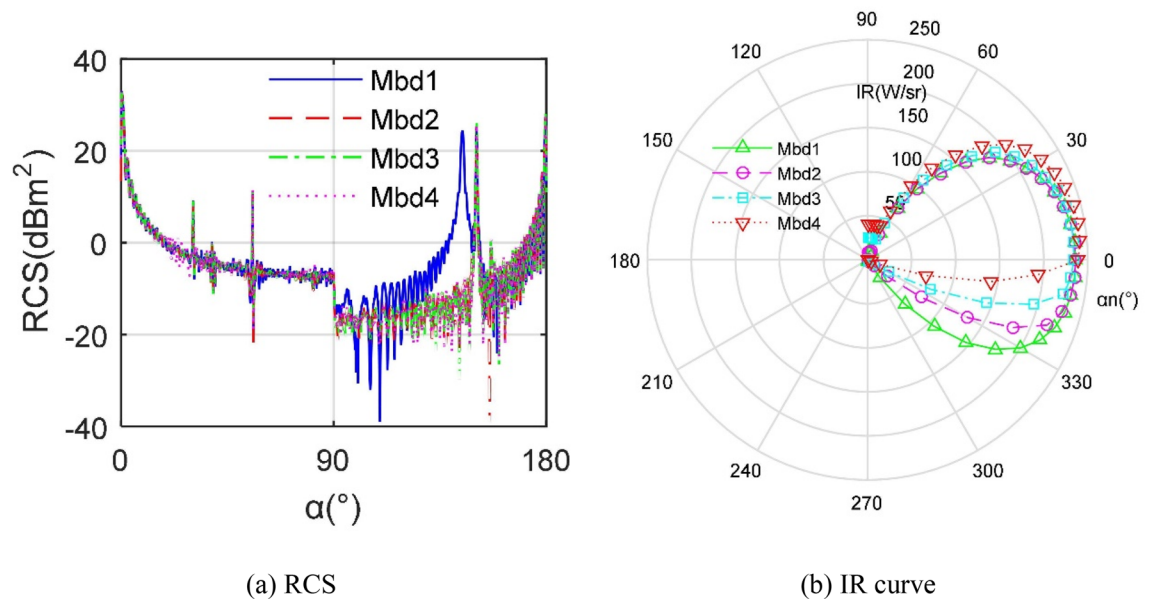 40
20
0
-20
-40
RCS(dBm²)
Mbd1
Mbd2
Mbd3
Mbd4
0
90
180
α(°)
(a) RCS
90
60
30
0
330
300
270
240
210
180
150
120
250
200
150
100
50
IR(W/sr)
Mbd1
Mbd2
Mbd3
Mbd4
αn(°)
(b) IR curve